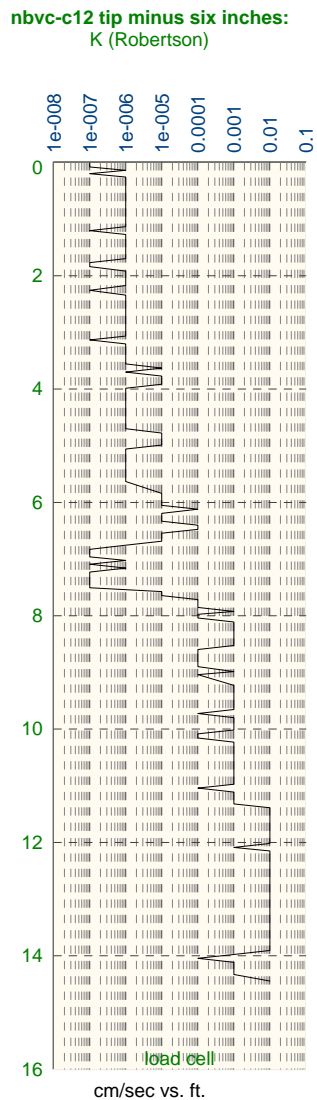 nbvc-c12 tip minus six inches:
K (Robertson)
1e-008
1e-007
1e-006
1e-005
0.0001
0.001
0.01
0.1
0
2
4
6
8
10
12
14
16
load cell
cm/sec vs. ft.